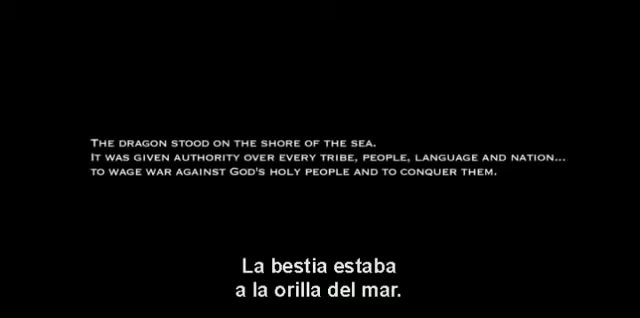 The dragon stood on the shore of the sea.
It was given authority over every tribe, people, language and nation...
to wage war against God's holy people and to conquer them.
La bestia estaba
a la orilla del mar.